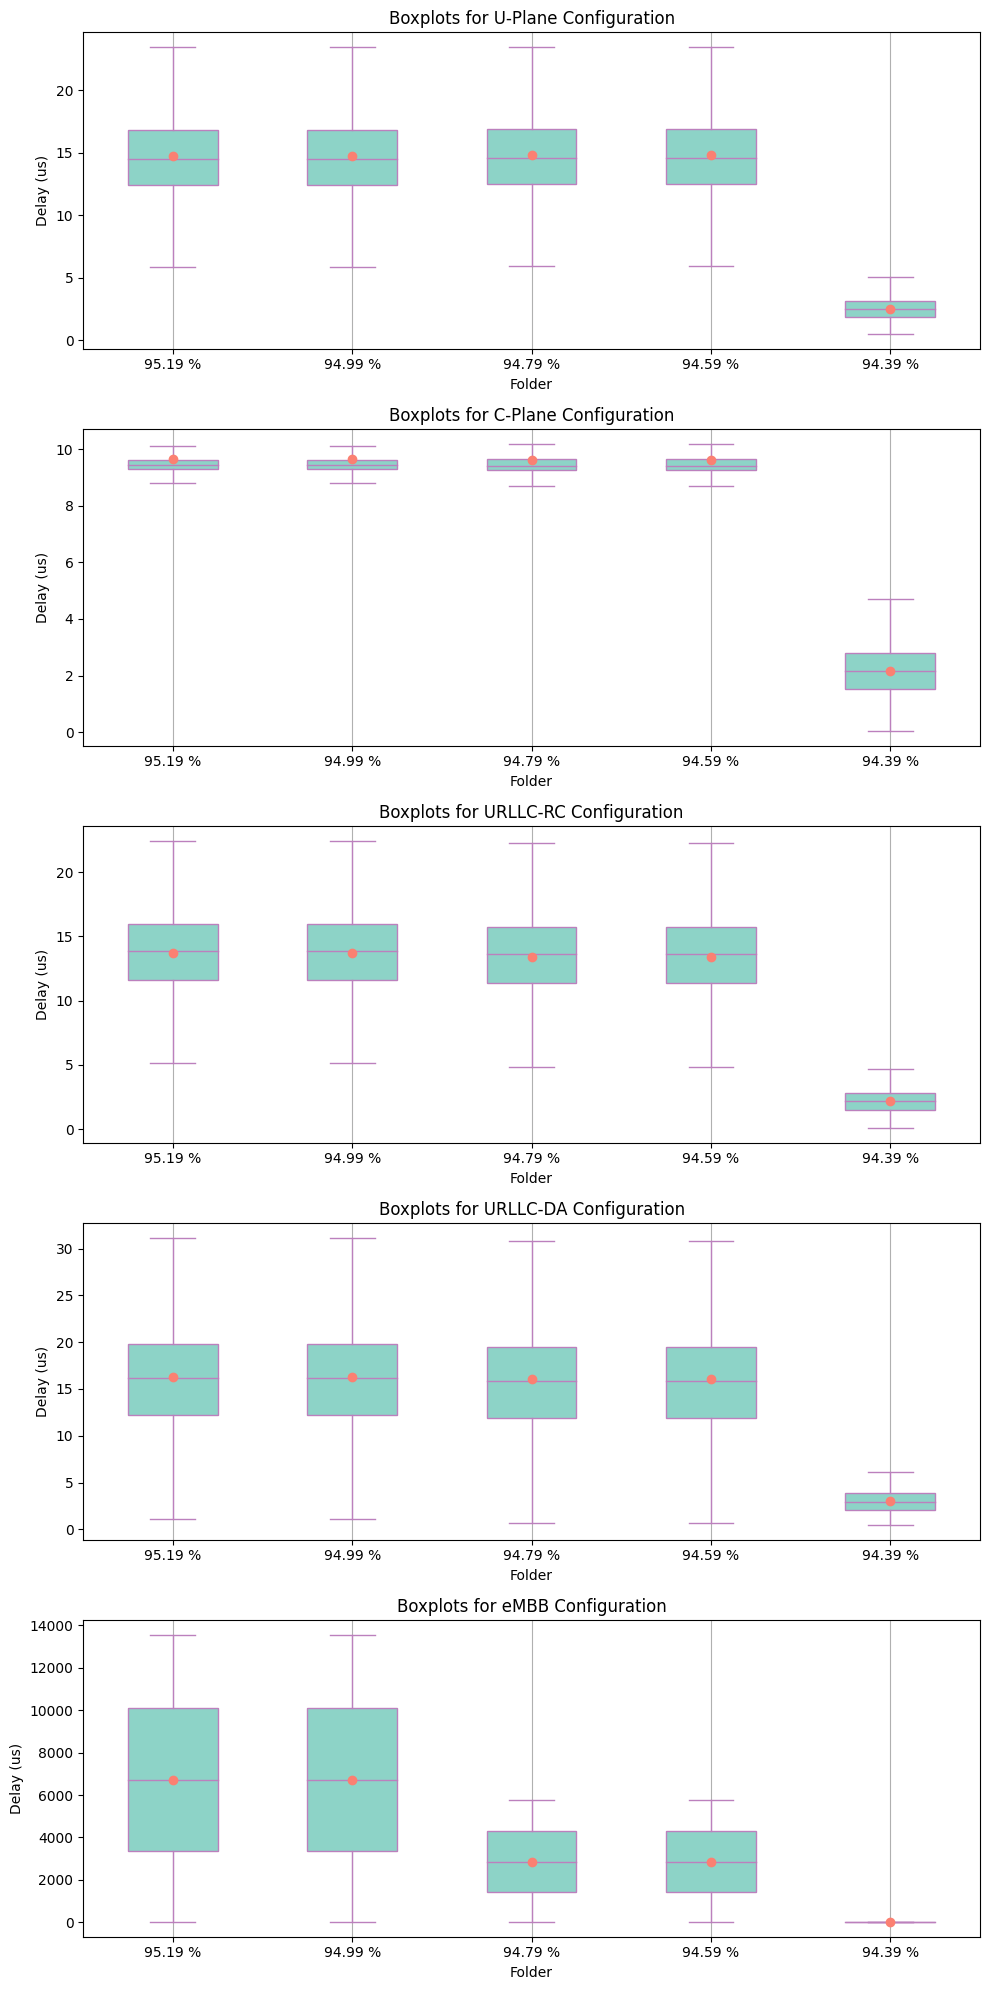 Boxplots for U-Plane Configuration
20
15
10
5
0
Delay (us)
95.19 % 94.99 % 94.79 % 94.59 % 94.39 %
Folder
Boxplots for C-Plane Configuration
10
8
6
4
2
0
Delay (us)
95.19 % 94.99 % 94.79 % 94.59 % 94.39 %
Folder
Boxplots for URLLC-RC Configuration
20
15
10
5
0
Delay (us)
95.19 % 94.99 % 94.79 % 94.59 % 94.39 %
Folder
Boxplots for URLLC-DA Configuration
30
25
20
15
10
5
0
Delay (us)
95.19 % 94.99 % 94.79 % 94.59 % 94.39 %
Folder
Boxplots for eMBB Configuration
14000
12000
10000
8000
6000
4000
2000
0
Delay (us)
95.19 % 94.99 % 94.79 % 94.59 % 94.39 %
Folder